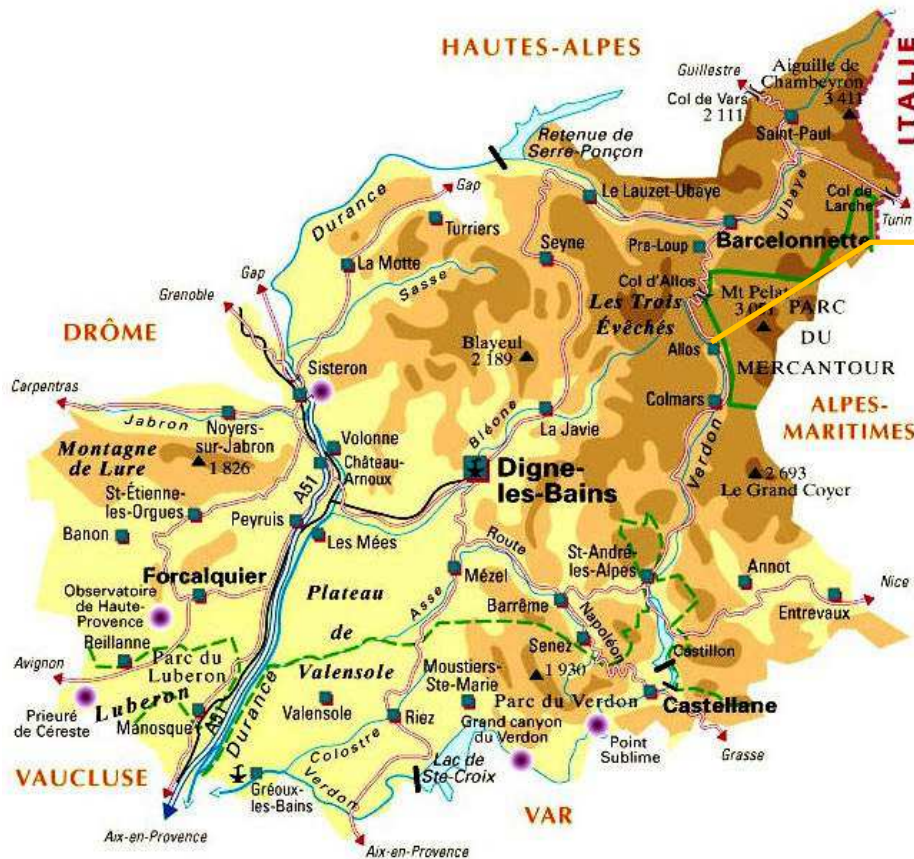 HAUTES-ALPES
ITALIE
Guillestre
Aiguille de
Chambeyron
3 411
Col de Vars
2 111
Saint-Paul
Retenue de
Serre-Ponçon
Durance
Gap
Le Lauzet-Ubaye
Ubaye
Col de
Larche
Turin
Turriers
Barcelonnette
Seyne
Pra-Loup
La Motte
Sasse
Gap
Grenoble
Col d'Allos
Mt Pelat
PARC
DU
MERCANTOUR
Les Trois
Évêchés
DRÔME
Blayeul
2 189
Allos
Sisteron
Carpentras
Colmars
ALPES-
MARITIMES
Jabron
Noyers-
sur-Jabron
La Javie
Bléone
Verdon
Montagne
de Lure
1 826
Volonne
Château-
Arnoux
A51
Digne-
les-Bains
2 693
Le Grand Coyer
St-Étienne-
les-Orgues
Banon
Peyruis
Les Mées
Route
Napoléon
St-André-
les-Alpes
Annot
Nice
Mézel
Forcalquier
Plateau
de
Valensole
Asse
Barrême
Entrevaux
Observatoire
de Haute-
Provence
Reillanne
Senez
Castillon
Avignon
Parc du
Luberon
Moustiers-
Ste-Marie
1 930
Parc du Verdon
Castellane
Luberon
Prieuré
de Céreste
Manosque
A51
Durance
Valensole
Riez
Grand canyon
du Verdon
Point
Sublime
Grasse
Colostre
Verdon
Lac de
Ste-Croix
VAUCLUSE
Gréoux-
les-Bains
VAR
Aix-en-Provence
Aix-en-Provence